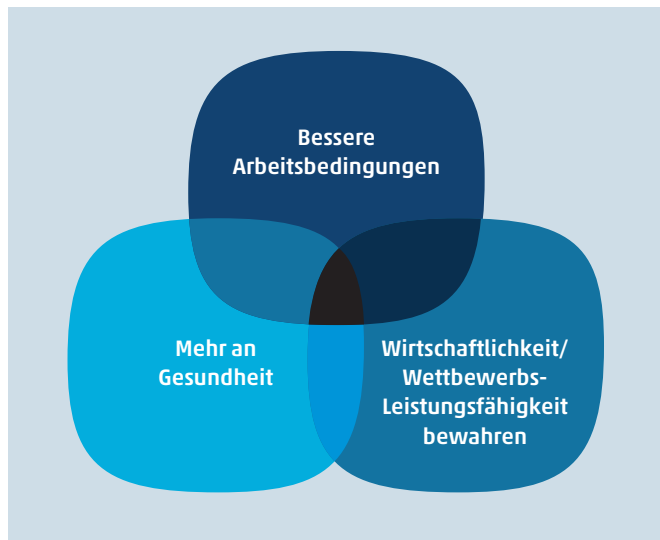 Bessere
Arbeitsbedingungen
Mehr an
Gesundheit
Wirtschaftlichkeit/
Wettbewerbs-
Leistungsfähigkeit
bewahren